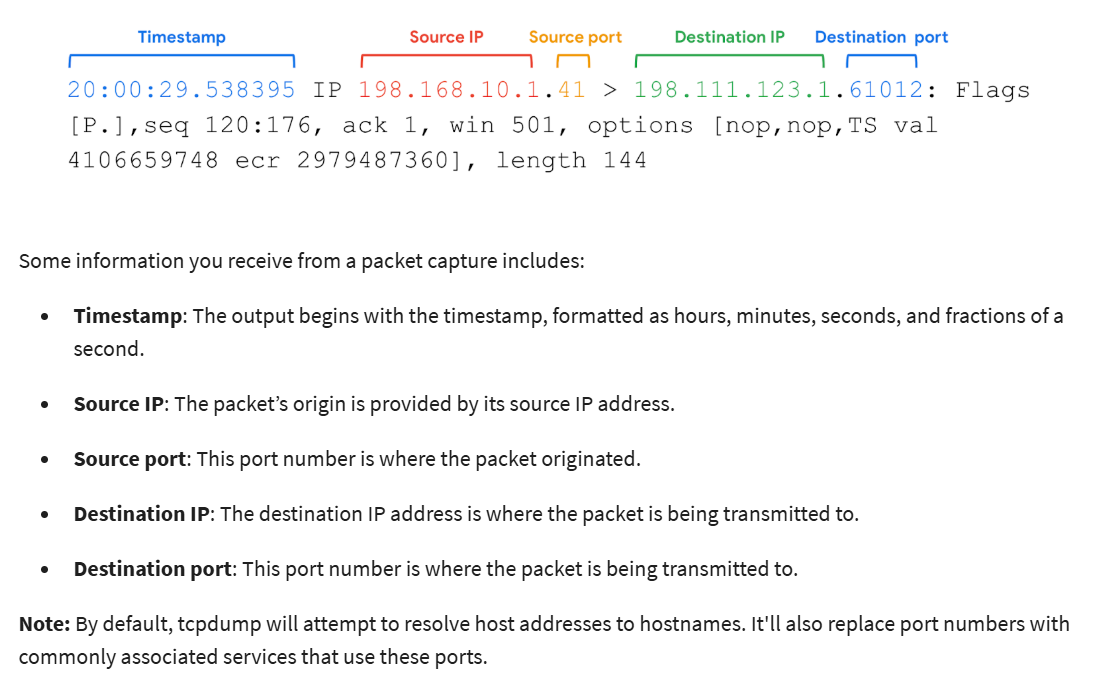 Timestamp Source IP Source port Destination IP Destination port
20:00:29.538395 IP 198.168.10.1.41 > 198.111.123.1.61012: Flags
[P.],seq 120:176, ack 1, win 501, options [nop,nop,TS val
4106659748 ecr 2979487360], length 144
Some information you receive from a packet capture includes:
• Timestamp: The output begins with the timestamp, formatted as hours, minutes, seconds, and fractions of a
second.
• Source IP: The packet’s origin is provided by its source IP address.
• Source port: This port number is where the packet originated.
• Destination IP: The destination IP address is where the packet is being transmitted to.
• Destination port: This port number is where the packet is being transmitted to.
Note: By default, tcpdump will attempt to resolve host addresses to hostnames. It'll also replace port numbers with
commonly associated services that use these ports.